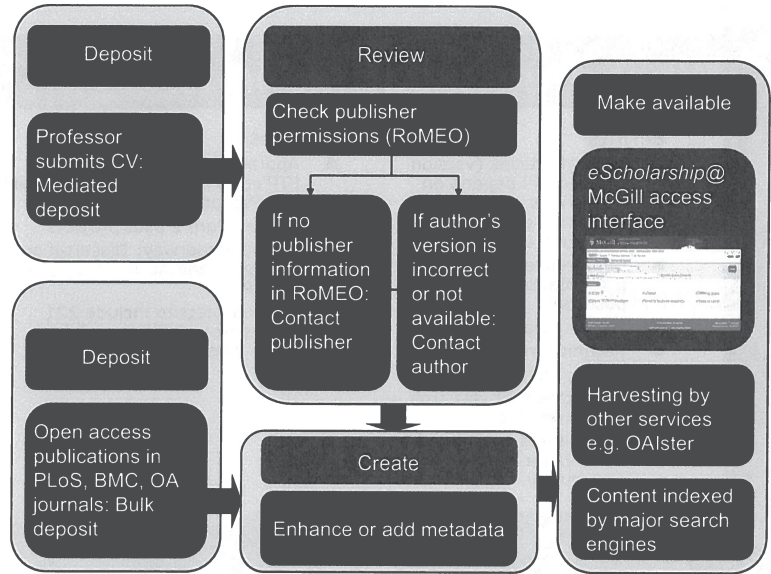 Deposit
Professor
submits CV:
Mediated
deposit
Review
Check publisher
permissions (RoMEO)
If no
publisher
information
in RoMEO:
Contact
publisher
If author's
version is
incorrect
or not
available:
Contact
author
Deposit
Open access
publications in
PLoS, BMC, OA
journals: Bulk
deposit
Create
Enhance or add metadata
Make available
eScholarship@
McGill access
interface
McGill
Harvesting by
other services
e.g. OAIster
Content indexed
by major search
engines